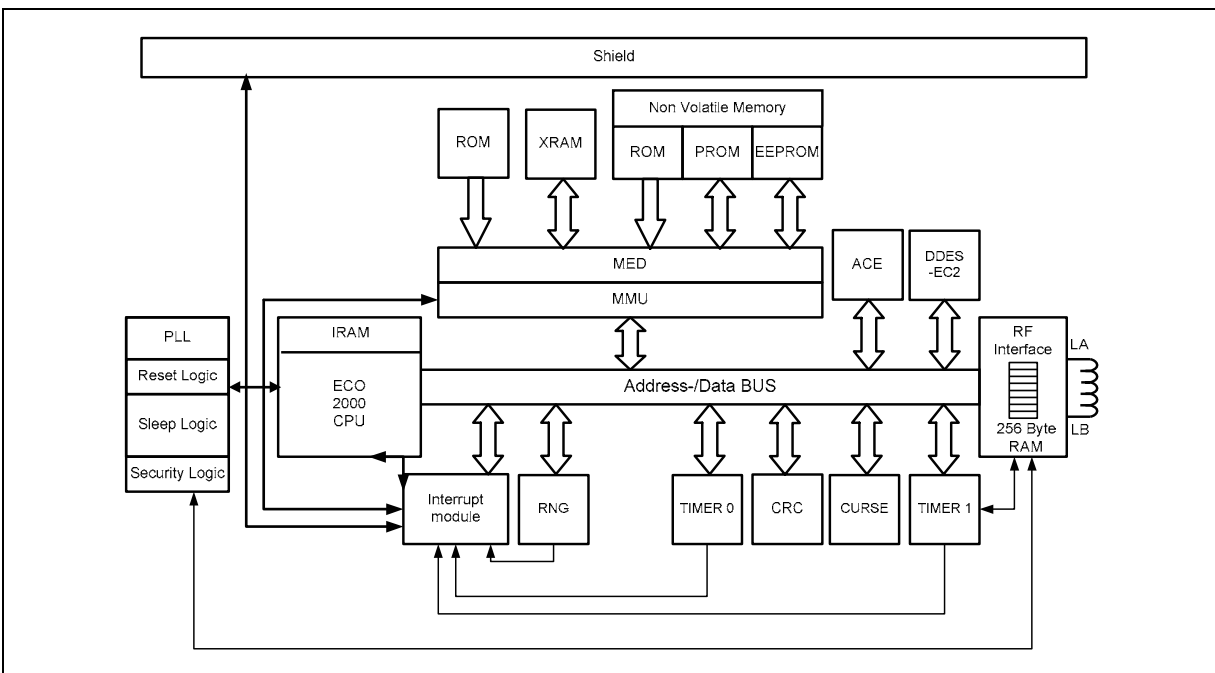 Shield
Non Volatile Memory
ROM
XRAM
ROM
PROM
EEPROM
MED
MMU
ACE
DDES
-EC2
PLL
Reset Logic
Sleep Logic
Security Logic
IRAM
ECO
2000
CPU
Address-/Data BUS
RF
Interface
256 Byte
RAM
LA
LB
Interrupt
module
RNG
TIMER 0
CRC
CURSE
TIMER 1